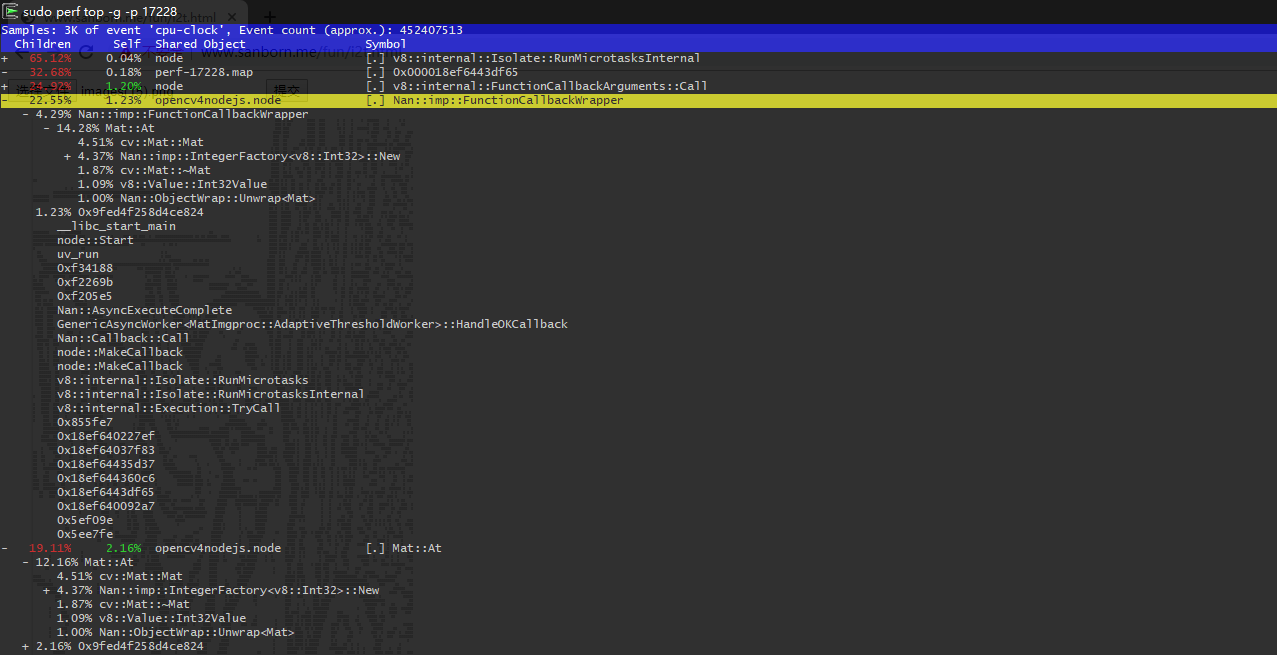 sudo perf top -g -p 17228
Samples: 3K of event 'cpu-clock', Event count (approx.): 452407513
Children Self Shared Object Symbol
+ 65.12% 0.04% node [.] v8::internal::Isolate::RunMicrotasksInternal
- 32.68% 0.18% perf-17228.map [.] 0x000018ef6443df65
+ 24.92% 1.20% node [.] v8::internal::FunctionCallbackArguments::Call
- 22.55% 1.23% opencv4nodejs.node [.] Nan::imp::FunctionCallbackWrapper
- 4.29% Nan::imp::FunctionCallbackWrapper
- 14.28% Mat::At
4.51% cv::Mat::Mat
+ 4.37% Nan::imp::IntegerFactory<v8::Int32>::New
1.87% cv::Mat::~Mat
1.09% v8::Value::Int32Value
1.00% Nan::ObjectWrap::Unwrap<Mat>
1.23% 0x9fed4f258d4ce824
__libc_start_main
node::Start
uv_run
0xf34188
0xf2269b
0xf205e5
Nan::AsyncExecuteComplete
GenericAsyncWorker<MatImgproc::AdaptiveThresholdWorker>::HandleOKCallback
Nan::Callback::Call
node::MakeCallback
node::MakeCallback
v8::internal::Isolate::RunMicrotasks
v8::internal::Isolate::RunMicrotasksInternal
v8::internal::Execution::TryCall
0x855fe7
0x18ef640227ef
0x18ef64037f83
0x18ef64435d37
0x18ef644360c6
0x18ef6443df65
0x18ef640092a7
0x5ef09e
0x5ee7fe
- 19.11% 2.16% opencv4nodejs.node [.] Mat::At
- 12.16% Mat::At
4.51% cv::Mat::Mat
+ 4.37% Nan::imp::IntegerFactory<v8::Int32>::New
1.87% cv::Mat::~Mat
1.09% v8::Value::Int32Value
1.00% Nan::ObjectWrap::Unwrap<Mat>
+ 2.16% 0x9fed4f258d4ce824